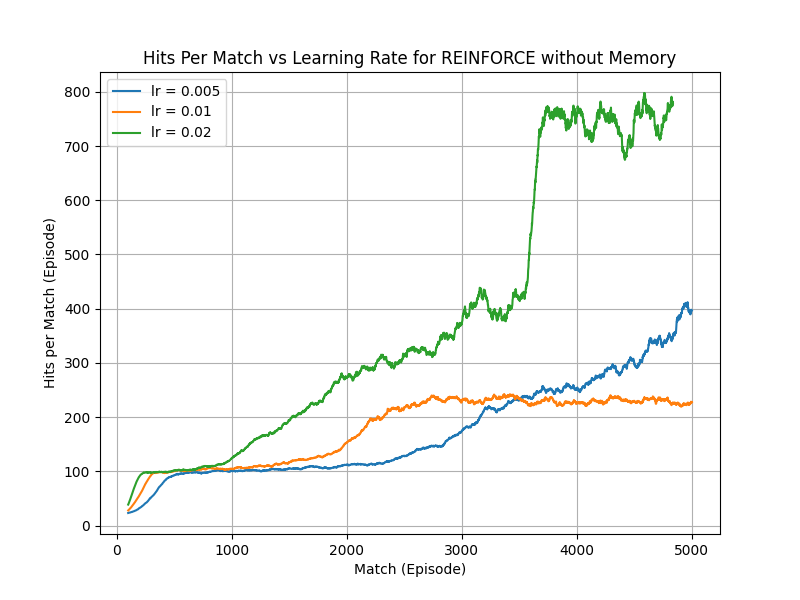 Hits Per Match vs Learning Rate for REINFORCE without Memory
lr = 0.005
lr = 0.01
lr = 0.02
800
700
600
500
400
300
200
100
0
Hits per Match (Episode)
0 1000 2000 3000 4000 5000
Match (Episode)